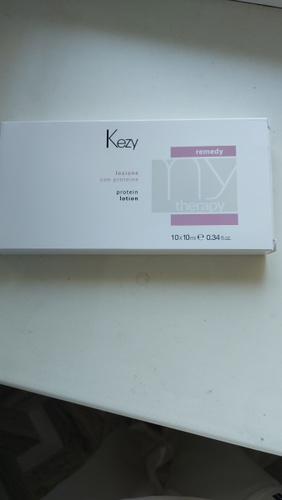 Kezy
remedy
my
therapy
lozione
con proteine
protein
lotion
10x10ml ℮ 0.34 fl.oz.